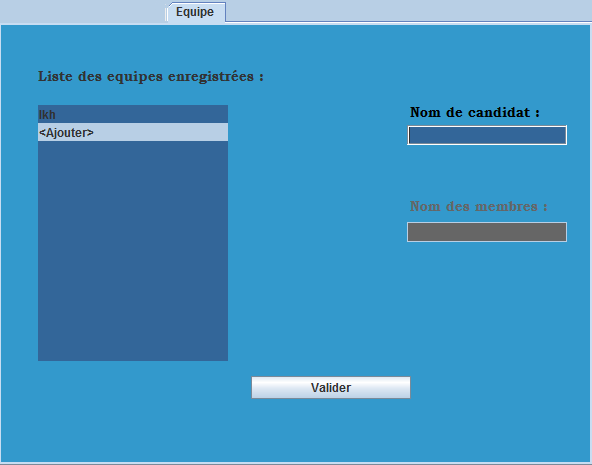 Equipe
Liste des equipes enregistrées :
lkh
<Ajouter>
Nom de candidat :
Nom des membres :
Valider